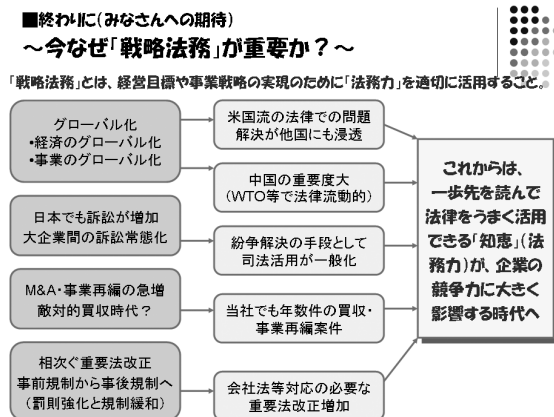 ■終わりに(みなさんへの期待)
～今なぜ「戦略法務」が重要か？～
「戦略法務」とは、経営目標や事業戦略の実現のために「法務力」を適切に活用すること。
グローバル化
・経済のグローバル化
・事業のグローバル化
日本でも訴訟が増加
大企業間の訴訟常態化
M&A・事業再編の急増
敵対的買収時代？
相次ぐ重要法改正
事前規制から事後規制へ
(罰則強化と規制緩和)
米国流の法律での問題
解決が他国にも浸透
中国の重要度大
(WTO等で法律流動的)
紛争解決の手段として
司法活用が一般化
当社でも年数件の買収・
事業再編案件
会社法等対応の必要な
重要法改正増加
これからは、
一歩先を読んで
法律をうまく活用
できる「知恵」(法
務力)が、企業の
競争力に大きく
影響する時代へ